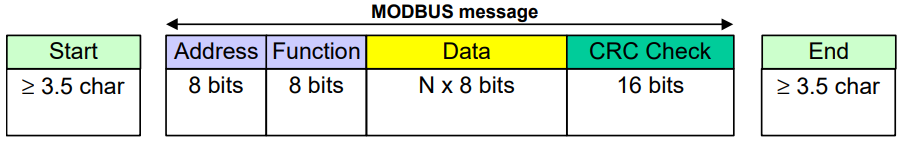 MODBUS message
Start Address Function Data CRC Check End
≥ 3.5 char 8 bits 8 bits N x 8 bits 16 bits ≥ 3.5 char